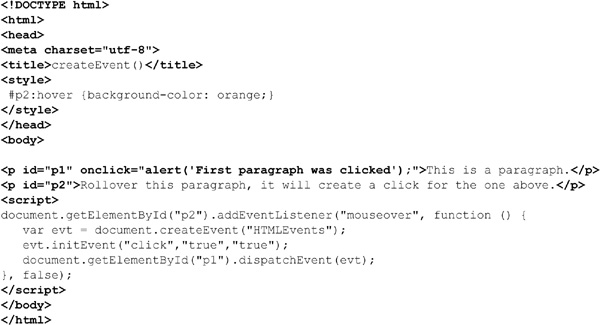 <!DOCTYPE html>
<html>
<head>
<meta charset="utf-8">
<title>createEvent()</title>
<style>
 #p2:hover {background-color: orange;}
</style>
</head>
<body>

<p id="p1" onclick="alert('First paragraph was clicked');">This is a paragraph.</p>
<p id="p2">Rollover this paragraph, it will create a click for the one above.</p>
<script>
document.getElementById("p2").addEventListener("mouseover", function () {
   var evt = document.createEvent("HTMLEvents");
   evt.initEvent("click","true","true");
   document.getElementById("p1").dispatchEvent(evt);
}, false);
</script>
</body>
</html>